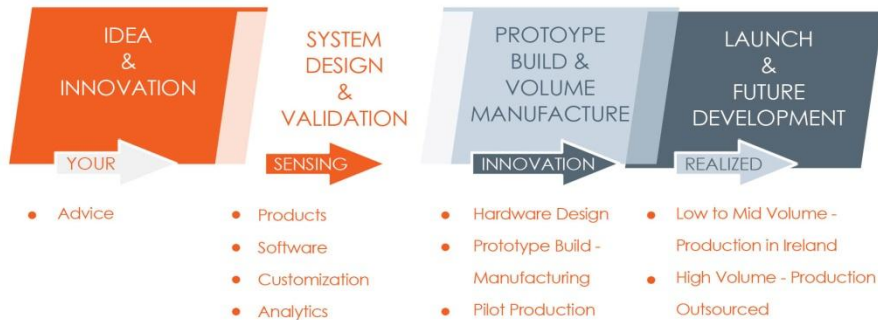 IDEA
&
INNOVATION
SYSTEM
DESIGN
&
VALIDATION
PROTOYPE
BUILD &
VOLUME
MANUFACTURE
LAUNCH
&
FUTURE
DEVELOPMENT
YOUR
SENSING
INNOVATION
REALIZED
• Advice
• Products
• Software
• Customization
• Analytics
• Hardware Design
• Prototype Build -
Manufacturing
• Pilot Production
• Low to Mid Volume -
Production in Ireland
• High Volume - Production
Outsourced